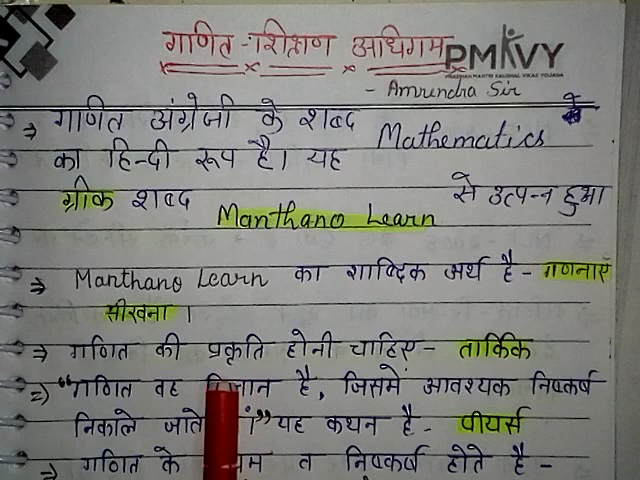 गणित - शिक्षण अधिगम
PMKVY
PRADHAN MANTRI KAUSHAL VIKAS YOJANA
- Amrendra Sir
⇒ गणित अंग्रेजी के शब्द Mathematics
का हिन्दी रूप है। यह
ग्रीक शब्द Manthano Learn से उत्पन्न हुआ
⇒ Manthano Learn का शाब्दिक अर्थ है - गणनाएँ
सीखना ।
⇒ गणित की प्रकृति होनी चाहिए - तार्किक
⇒ "गणित वह है, जिसमें आवश्यक निष्कर्ष
निकाले जाते " यह कथन है - पीयर्स
⇒ गणित के व निष्कर्ष होते है -